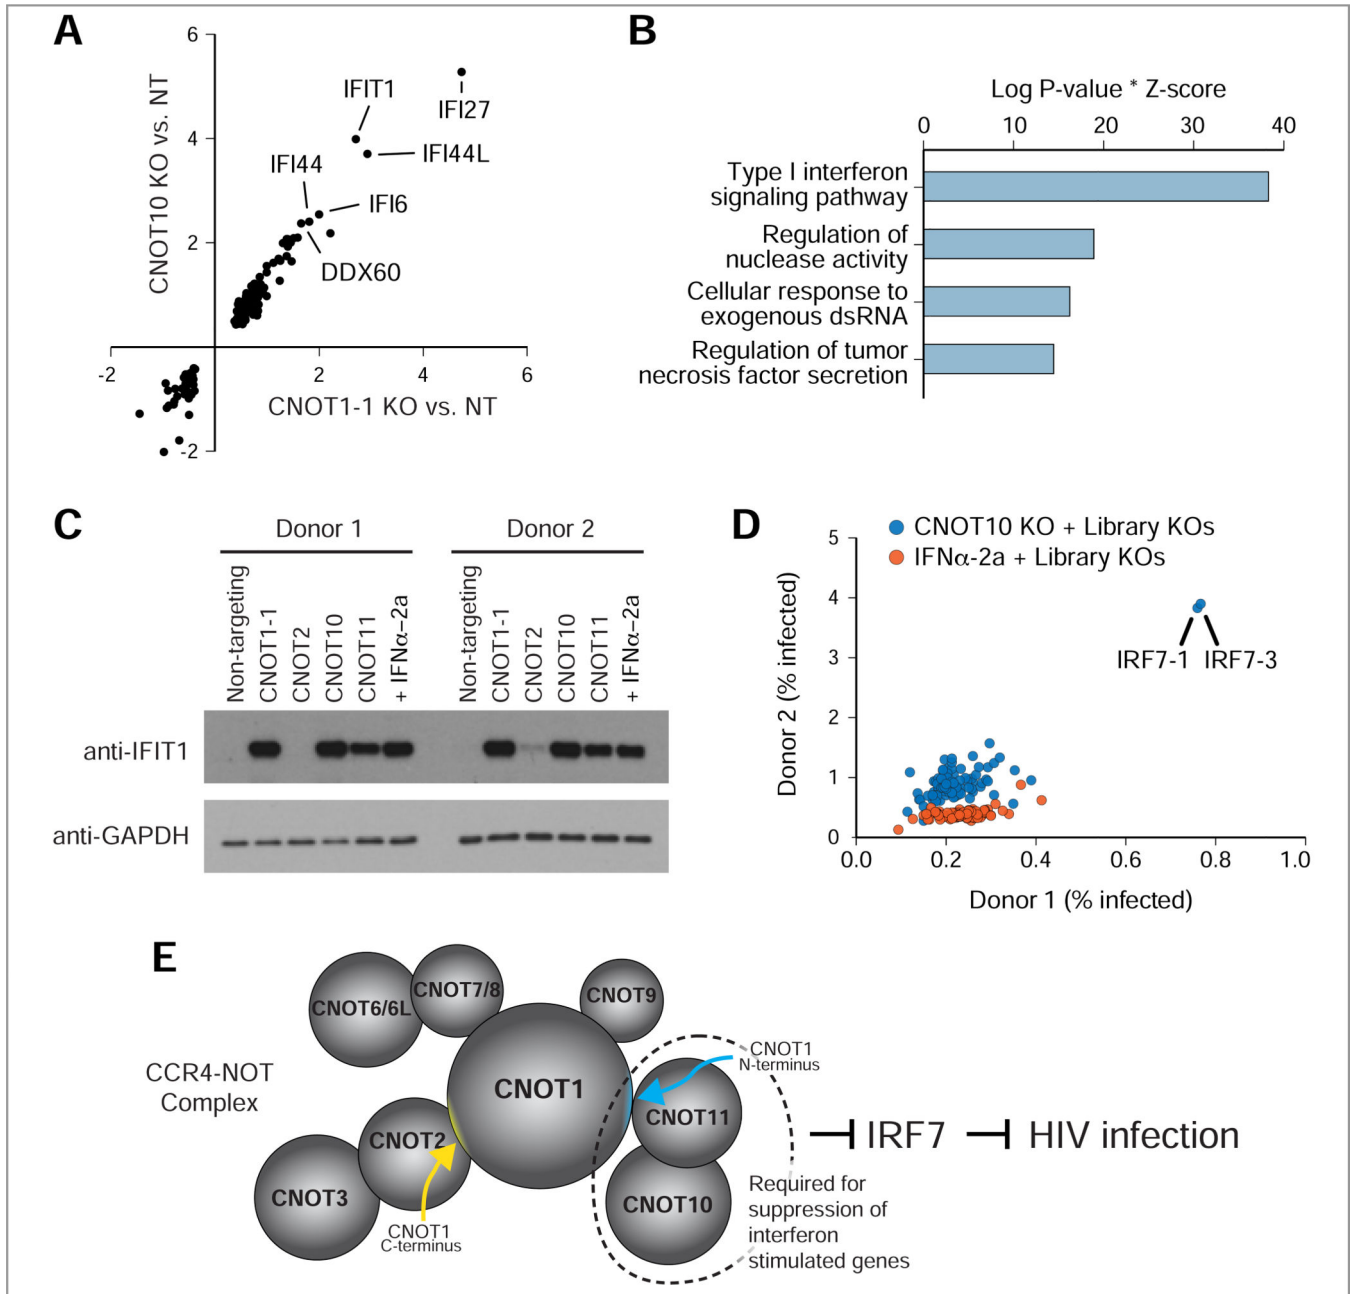 A
CNOT10 KO vs. NT
6
4
2
-2
-2
2
4
6
CNOT1-1 KO vs. NT
IFIT1
IFI27
IFI44L
IFI44
IFI6
DDX60
B
Log P-value * Z-score
0
10
20
30
40
Type I interferon
signaling pathway
Regulation of
nuclease activity
Cellular response to
exogenous dsRNA
Regulation of tumor
necrosis factor secretion
C
Donor 1
Donor 2
Non-targeting
CNOT1-1
CNOT2
CNOT10
CNOT11
+ IFNα–2a
Non-targeting
CNOT1-1
CNOT2
CNOT10
CNOT11
+ IFNα–2a
anti-IFIT1
anti-GAPDH
D
CNOT10 KO + Library KOs
IFNα-2a + Library KOs
Donor 2 (% infected)
5
4
3
2
1
0
IRF7-1
IRF7-3
0.0
0.2
0.4
0.6
0.8
1.0
Donor 1 (% infected)
E
CCR4-NOT
Complex
CNOT6/6L
CNOT7/8
CNOT9
CNOT1
CNOT1
N-terminus
CNOT11
CNOT2
CNOT3
CNOT10
CNOT1
C-terminus
Required for
suppression of
interferon
stimulated genes
IRF7
HIV infection